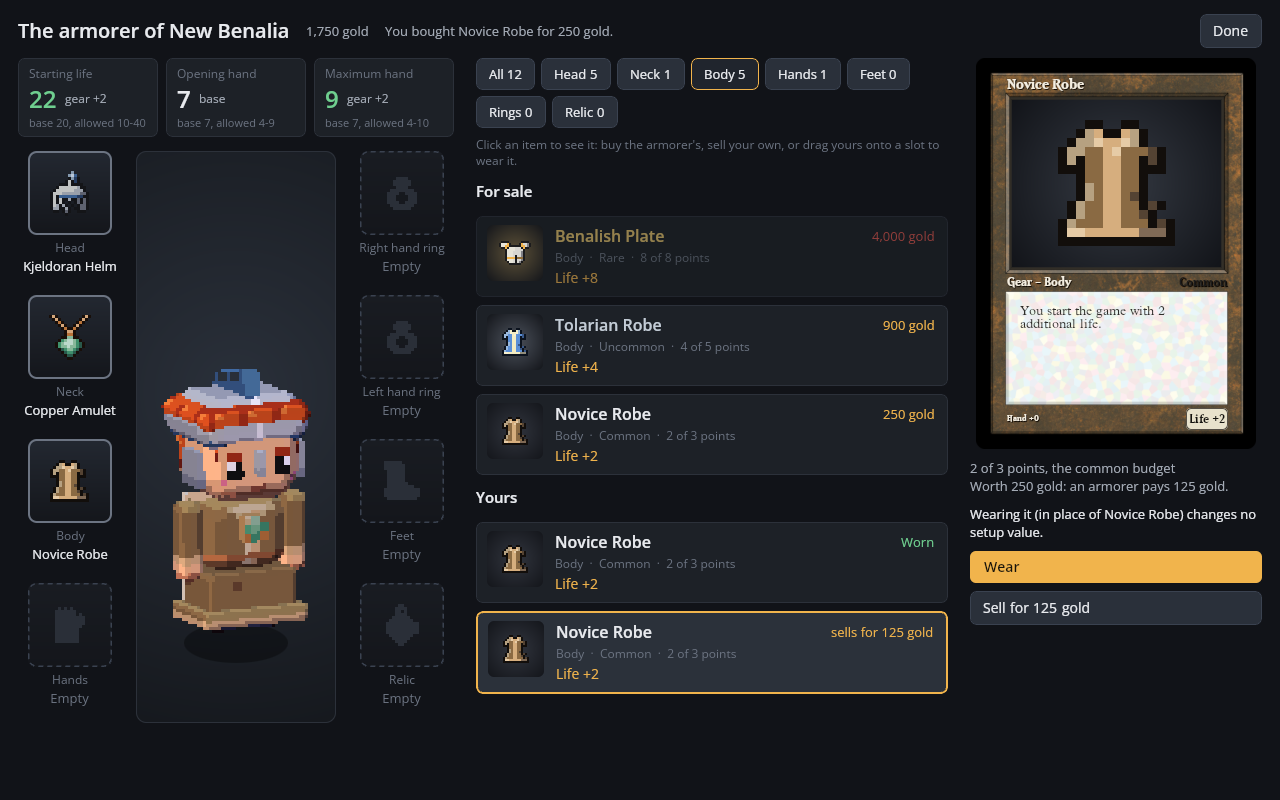 The armorer of New Benalia
1,750 gold
You bought Novice Robe for 250 gold.
Done
Starting life
22 gear +2
base 20, allowed 10-40
Opening hand
7 base
base 7, allowed 4-9
Maximum hand
9 gear +2
base 7, allowed 4-10
Head
Kjeldoran Helm
Neck
Copper Amulet
Body
Novice Robe
Hands
Empty
Right hand ring
Empty
Left hand ring
Empty
Feet
Empty
Relic
Empty
All 12
Head 5
Neck 1
Body 5
Hands 1
Feet 0
Rings 0
Relic 0
Click an item to see it: buy the armorer's, sell your own, or drag yours onto a slot to
wear it.
For sale
Benalish Plate
4,000 gold
Body · Rare · 8 of 8 points
Life +8
Tolarian Robe
900 gold
Body · Uncommon · 4 of 5 points
Life +4
Novice Robe
250 gold
Body · Common · 2 of 3 points
Life +2
Yours
Novice Robe
Worn
Body · Common · 2 of 3 points
Life +2
Novice Robe
sells for 125 gold
Body · Common · 2 of 3 points
Life +2
Novice Robe
Gear – Body
Common
You start the game with 2
additional life.
Hand +0
Life +2
2 of 3 points, the common budget
Worth 250 gold: an armorer pays 125 gold.
Wearing it (in place of Novice Robe) changes no
setup value.
Wear
Sell for 125 gold